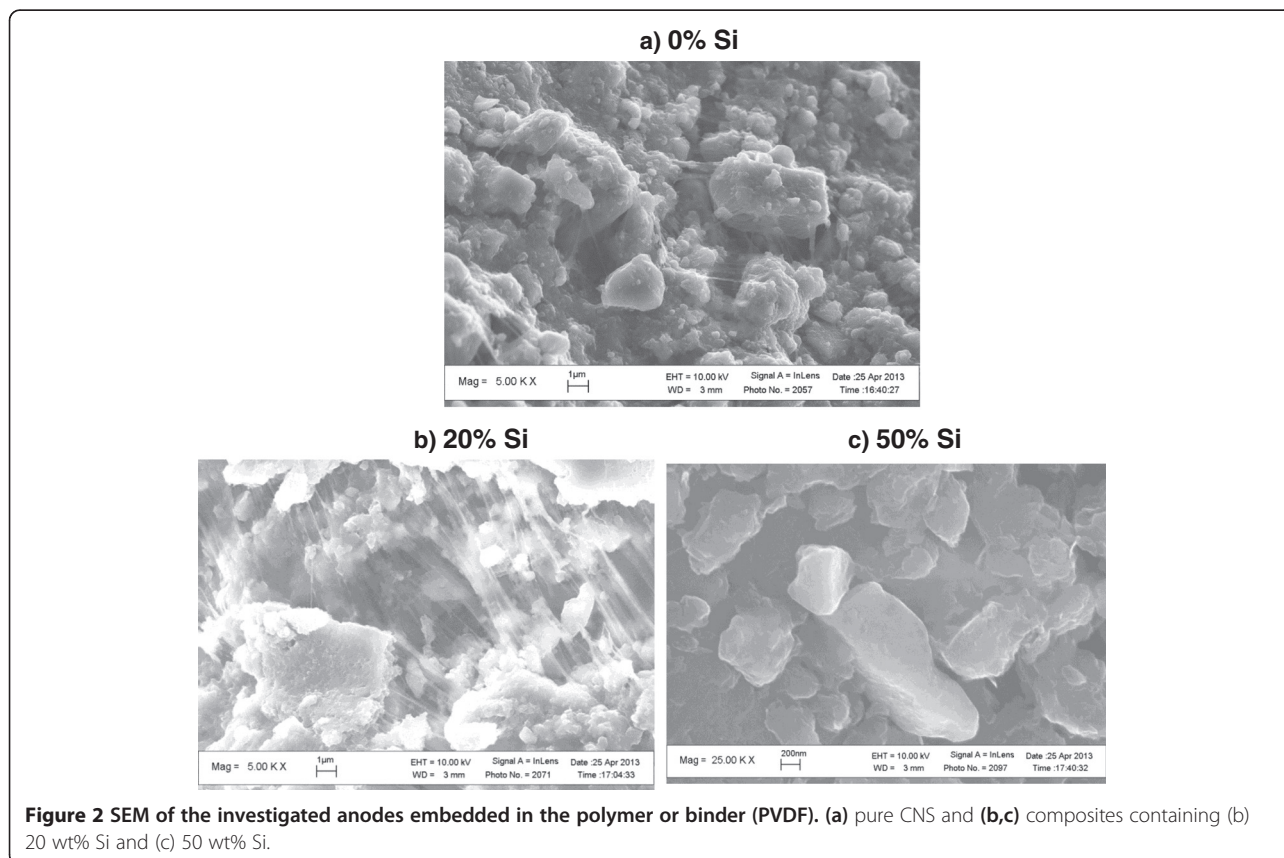 a) 0% Si
Mag = 5.00 K X 1µm EHT = 10.00 kV Signal A = InLens Date :25 Apr 2013
WD = 3 mm Photo No. = 2057 Time :16:40:27
b) 20% Si
Mag = 5.00 K X 1µm EHT = 10.00 kV Signal A = InLens Date :25 Apr 2013
WD = 3 mm Photo No. = 2071 Time :17:04:33
c) 50% Si
Mag = 25.00 K X 200nm EHT = 10.00 kV Signal A = InLens Date :25 Apr 2013
WD = 3 mm Photo No. = 2097 Time :17:40:32
Figure 2 SEM of the investigated anodes embedded in the polymer or binder (PVDF). (a) pure CNS and (b,c) composites containing (b)
20 wt% Si and (c) 50 wt% Si.